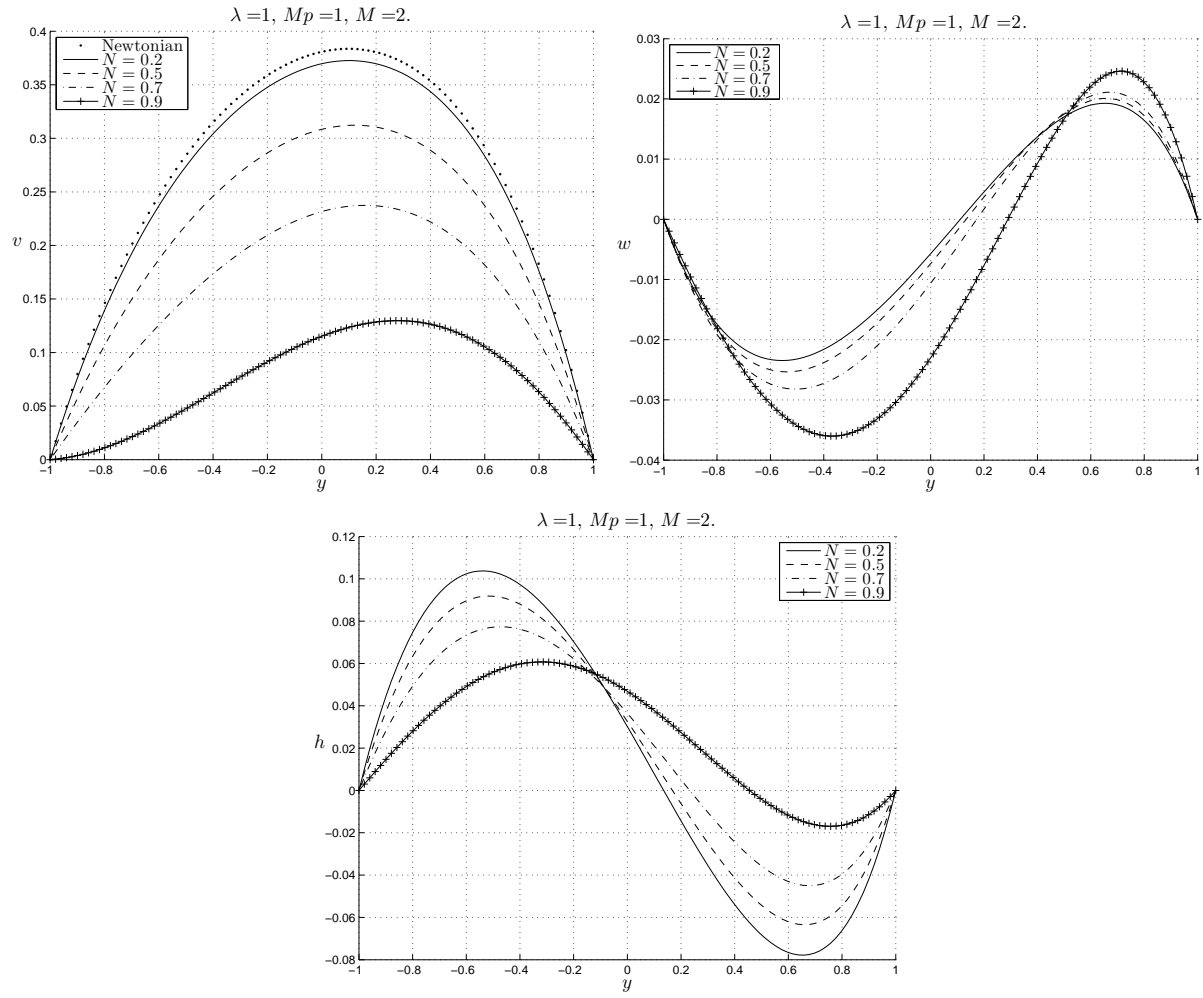 λ =1, Mp =1, M =2.
0.4
0.35
0.3
0.25
0.2
0.15
0.1
0.05
0
v
Newtonian
N = 0.2
N = 0.5
N = 0.7
N = 0.9
−1 −0.8 −0.6 −0.4 −0.2 0 0.2 0.4 0.6 0.8 1
y
λ =1, Mp =1, M =2.
0.03
0.02
0.01
0
−0.01
−0.02
−0.03
−0.04
w
N = 0.2
N = 0.5
N = 0.7
N = 0.9
−1 −0.8 −0.6 −0.4 −0.2 0 0.2 0.4 0.6 0.8 1
y
λ =1, Mp =1, M =2.
0.12
0.1
0.08
0.06
0.04
0.02
0
−0.02
−0.04
−0.06
−0.08
h
N = 0.2
N = 0.5
N = 0.7
N = 0.9
−1 −0.8 −0.6 −0.4 −0.2 0 0.2 0.4 0.6 0.8 1
y